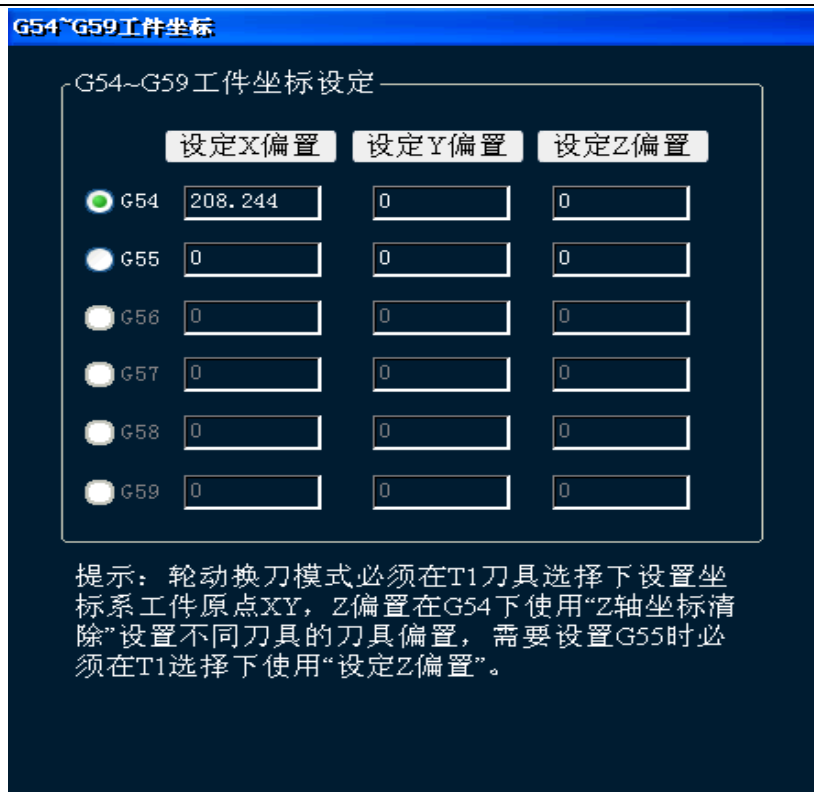 G54~G59工件坐标
G54~G59工件坐标设定
设定X偏置 设定Y偏置 设定Z偏置
G54 208.244 0 0
G55 0 0 0
G56 0 0 0
G57 0 0 0
G58 0 0 0
G59 0 0 0
提示：轮动换刀模式必须在T1刀具选择下设置坐
标系工件原点XY，Z偏置在G54下使用“Z轴坐标清
除”设置不同刀具的刀具偏置，需要设置G55时必
须在T1选择下使用“设定Z偏置”。